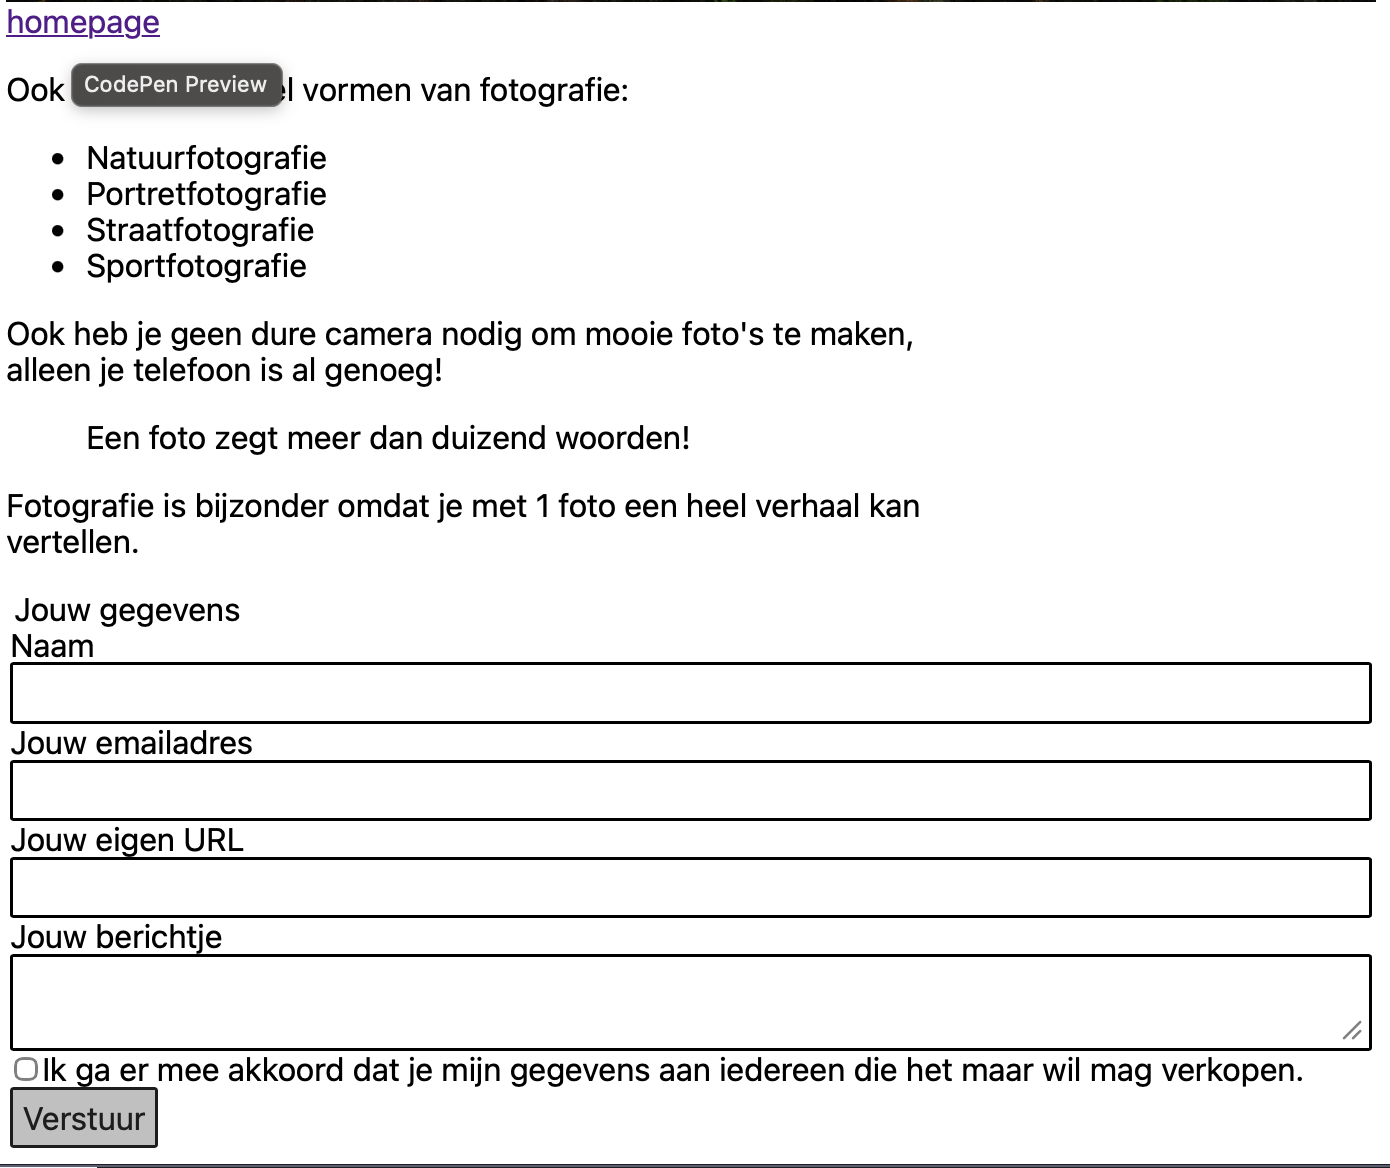 homepage
Ook
CodePen Preview
vormen van fotografie:
Natuurfotografie
Portretfotografie
Straatfotografie
Sportfotografie
Ook heb je geen dure camera nodig om mooie foto's te maken,
alleen je telefoon is al genoeg!
Een foto zegt meer dan duizend woorden!
Fotografie is bijzonder omdat je met 1 foto een heel verhaal kan
vertellen.
Jouw gegevens
Naam
Jouw emailadres
Jouw eigen URL
Jouw berichtje
Ik ga er mee akkoord dat je mijn gegevens aan iedereen die het maar wil mag verkopen.
Verstuur